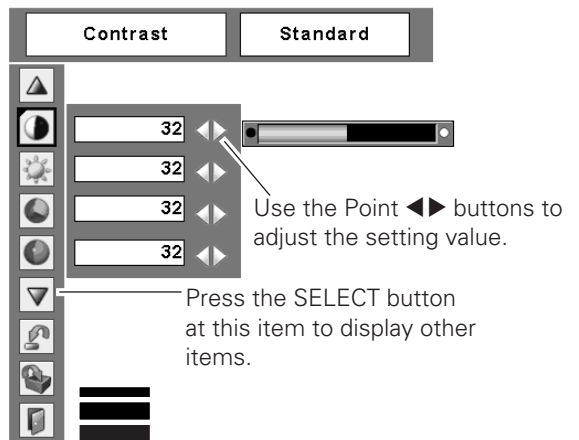 Contrast Standard
32
32
32
32
Use the Point ◀▶ buttons to
adjust the setting value.
Press the SELECT button
at this item to display other
items.